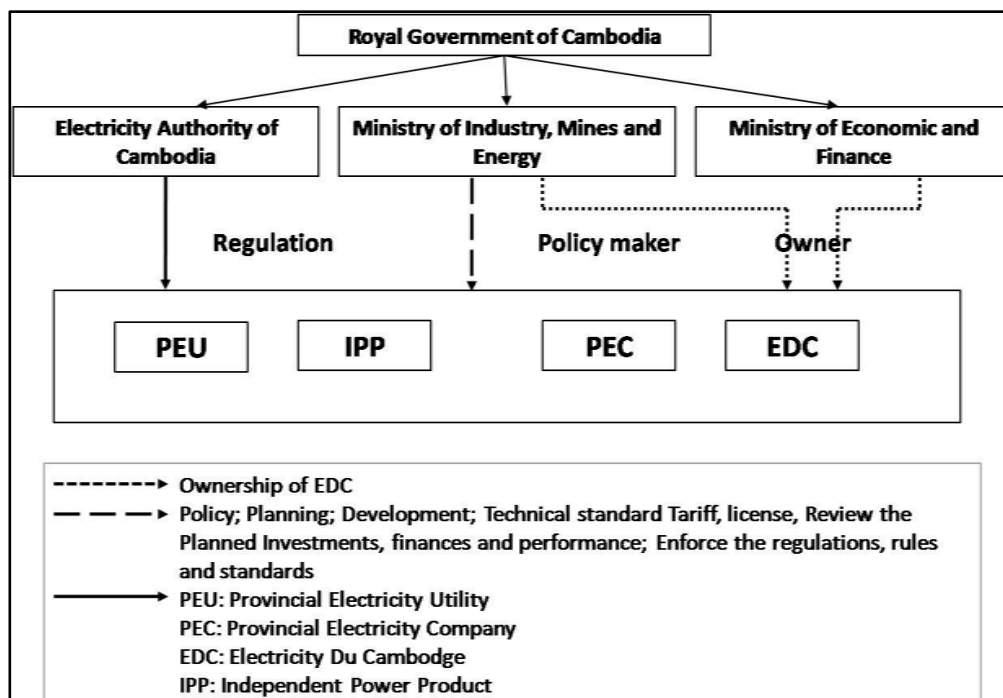 Royal Government of Cambodia
Electricity Authority of
Cambodia
Ministry of Industry, Mines and
Energy
Ministry of Economic and
Finance
Regulation
Policy maker
Owner
PEU
IPP
PEC
EDC
Ownership of EDC
Policy; Planning; Development; Technical standard Tariff, license, Review the
Planned Investments, finances and performance; Enforce the regulations, rules
and standards
PEU: Provincial Electricity Utility
PEC: Provincial Electricity Company
EDC: Electricity Du Cambodge
IPP: Independent Power Product